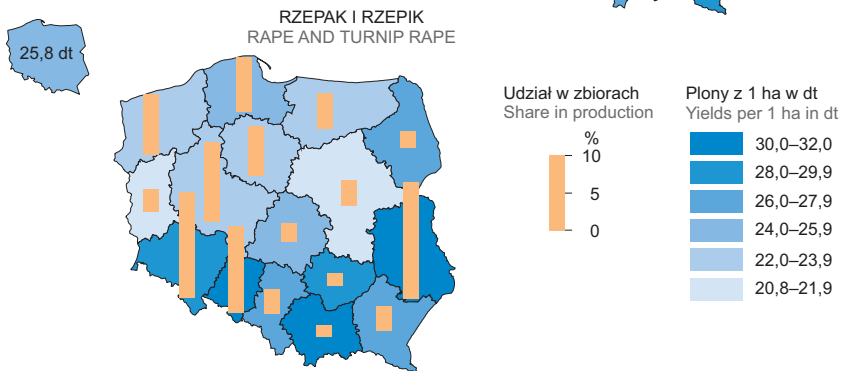 RZEPAK I RZEPIK
RAPE AND TURNIP RAPE
25,8 dt
Udział w zbiorach
Share in production
%
10
5
0
Plony z 1 ha w dt
Yields per 1 ha in dt
30,0–32,0
28,0–29,9
26,0–27,9
24,0–25,9
22,0–23,9
20,8–21,9